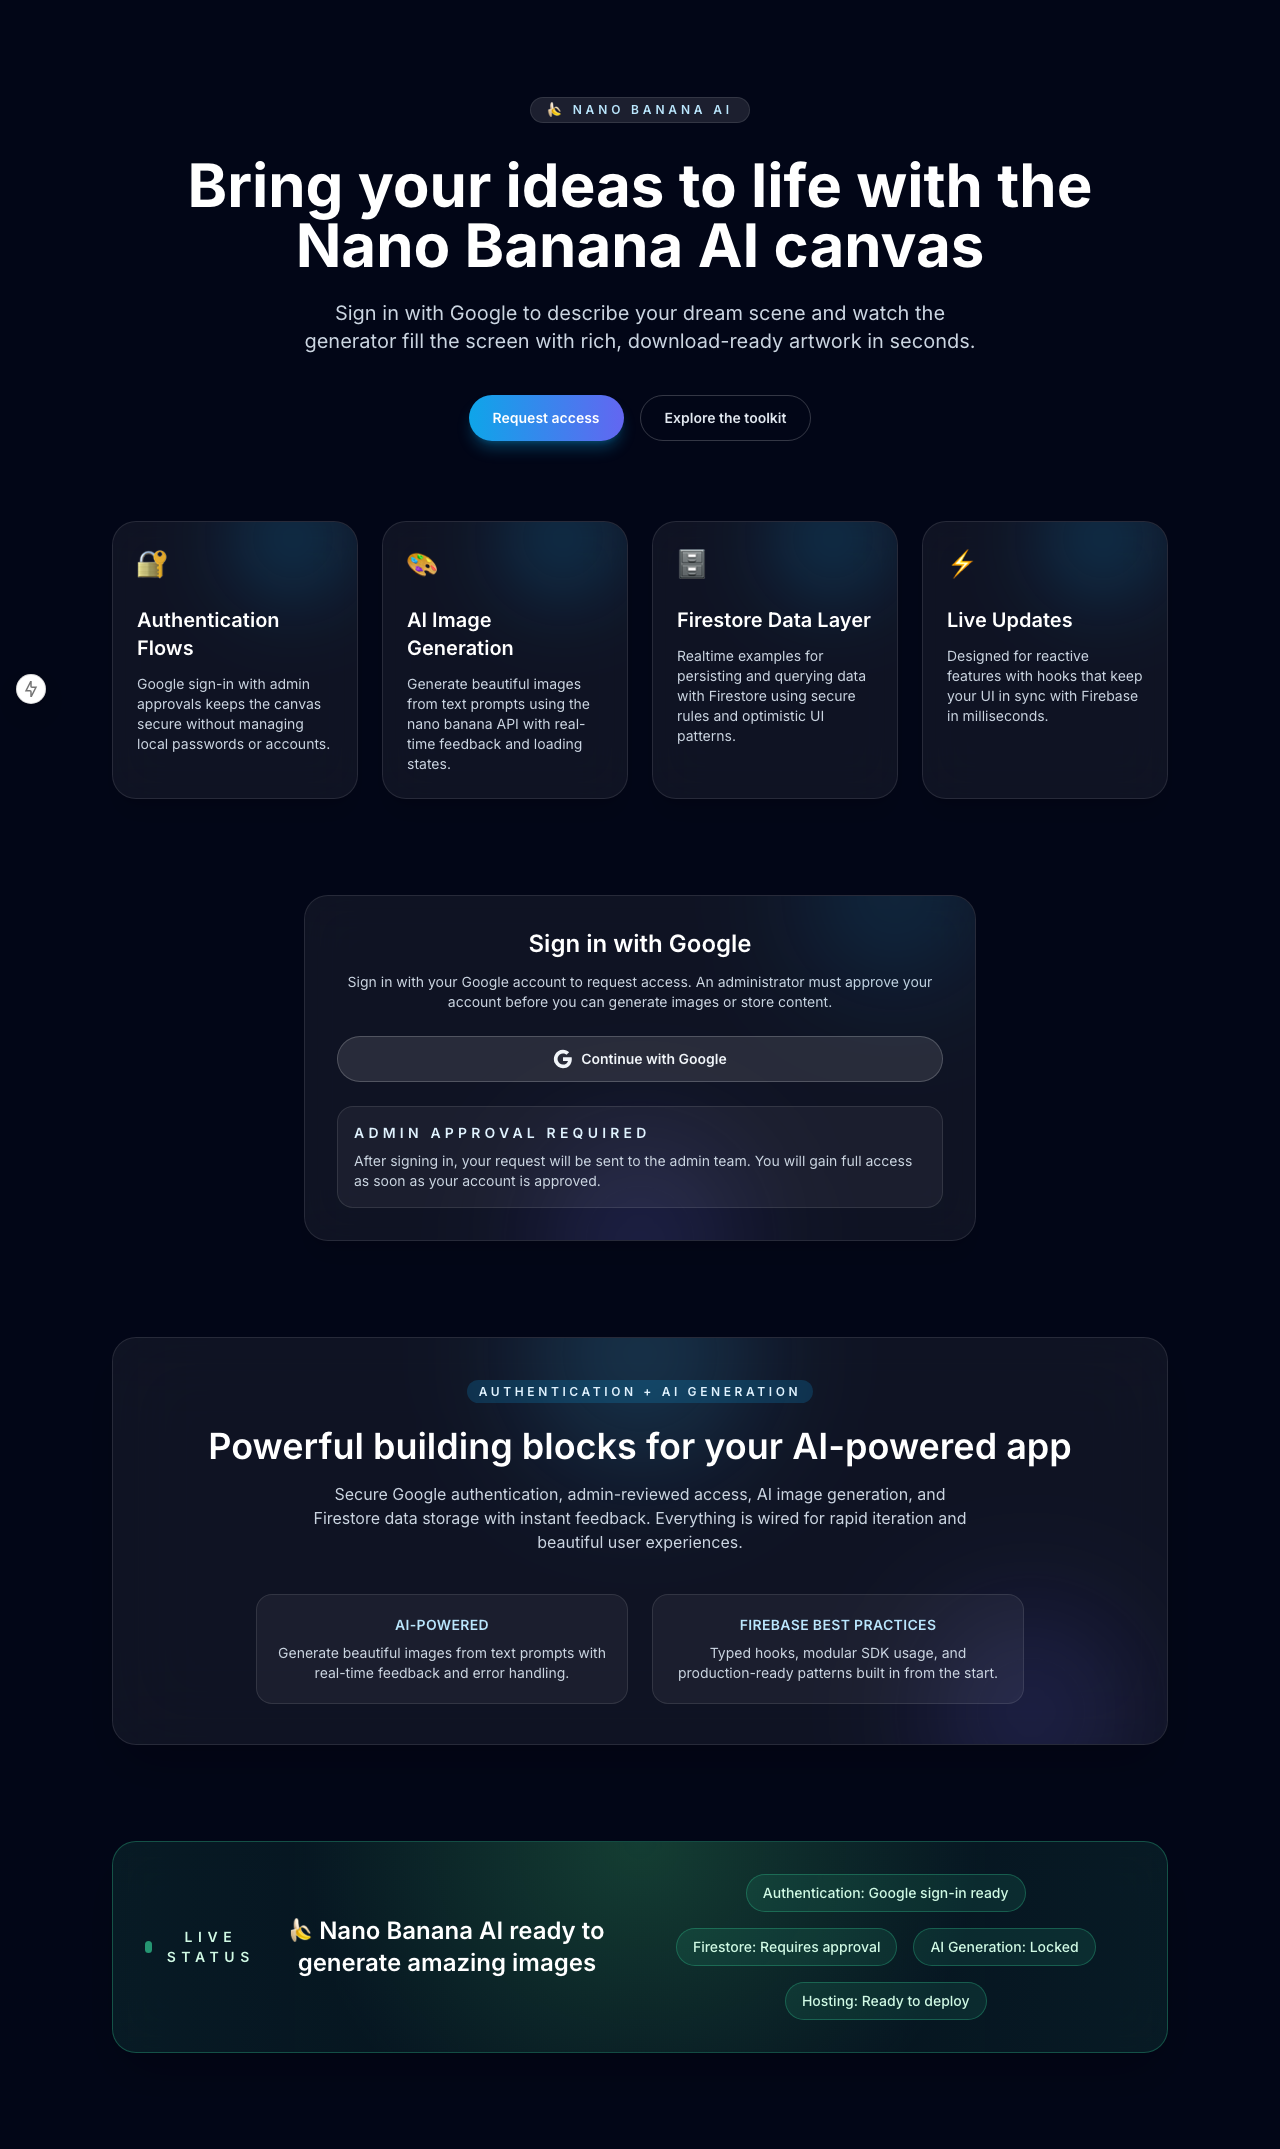 🍌 NANO BANANA AI
Bring your ideas to life with the
Nano Banana AI canvas
Sign in with Google to describe your dream scene and watch the
generator fill the screen with rich, download-ready artwork in seconds.
Request access
Explore the toolkit
Authentication
Flows
Google sign-in with admin
approvals keeps the canvas
secure without managing
local passwords or accounts.
AI Image
Generation
Generate beautiful images
from text prompts using the
nano banana API with real-
time feedback and loading
states.
Firestore Data Layer
Realtime examples for
persisting and querying data
with Firestore using secure
rules and optimistic UI
patterns.
Live Updates
Designed for reactive
features with hooks that keep
your UI in sync with Firebase
in milliseconds.
Sign in with Google
Sign in with your Google account to request access. An administrator must approve your
account before you can generate images or store content.
Continue with Google
ADMIN APPROVAL REQUIRED
After signing in, your request will be sent to the admin team. You will gain full access
as soon as your account is approved.
AUTHENTICATION + AI GENERATION
Powerful building blocks for your AI-powered app
Secure Google authentication, admin-reviewed access, AI image generation, and
Firestore data storage with instant feedback. Everything is wired for rapid iteration and
beautiful user experiences.
AI-POWERED
Generate beautiful images from text prompts with
real-time feedback and error handling.
FIREBASE BEST PRACTICES
Typed hooks, modular SDK usage, and
production-ready patterns built in from the start.
LIVE
STATUS
🍌 Nano Banana AI ready to
generate amazing images
Authentication: Google sign-in ready
Firestore: Requires approval
AI Generation: Locked
Hosting: Ready to deploy